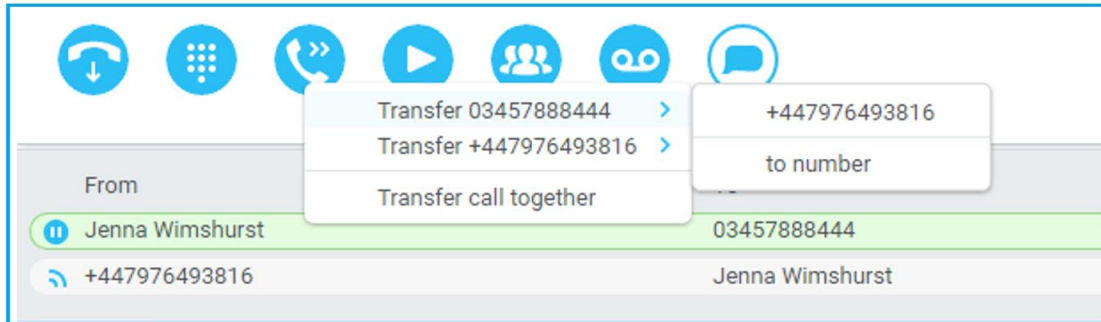 Transfer 03457888444
+447976493816
Transfer +447976493816
to number
Transfer call together
From
Jenna Wimshurst
03457888444
+447976493816
Jenna Wimshurst